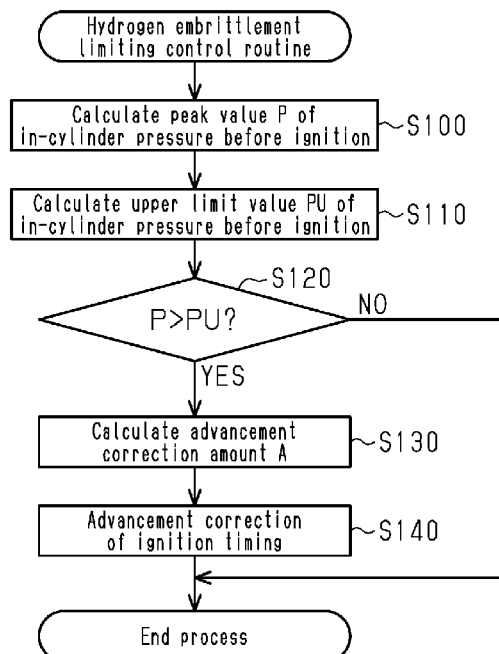 Hydrogen embrittlement
limiting control routine
Calculate peak value P of
in-cylinder pressure before ignition
S100
Calculate upper limit value PU of
in-cylinder pressure before ignition
S110
S120
P>PU?
NO
YES
Calculate advancement
correction amount A
S130
Advancement correction
of ignition timing
S140
End process